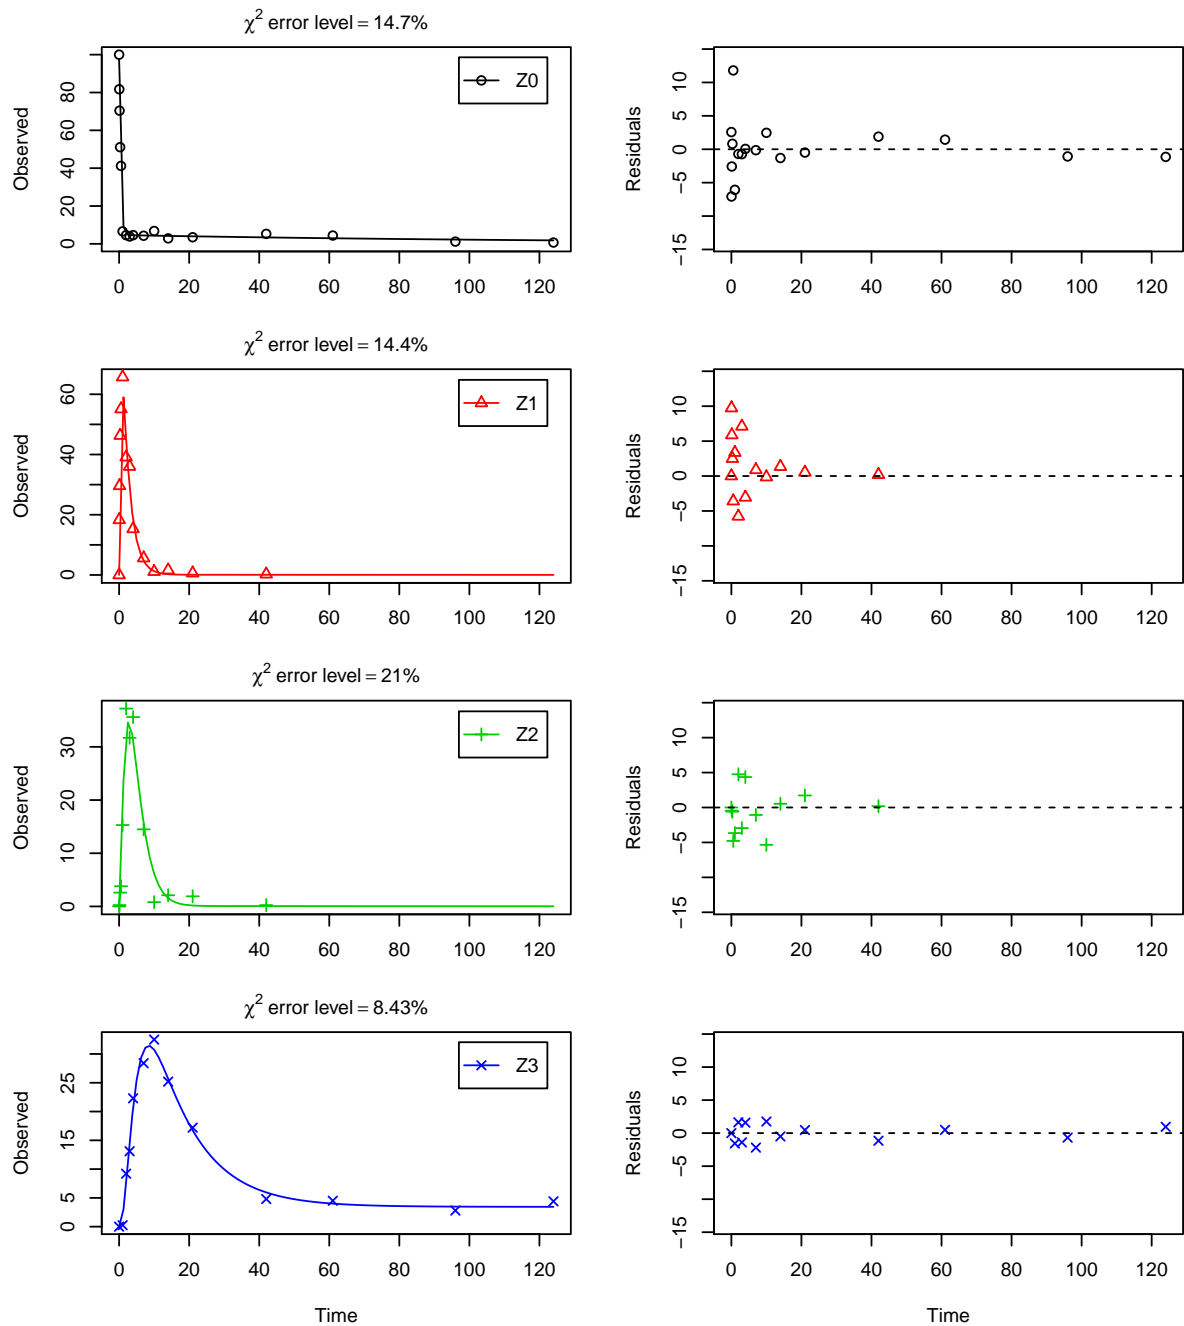 χ² error level = 14.7%
Observed
0 20 40 60 80
Z0
0 20 40 60 80 100 120
Residuals
−15 −5 0 5 10
0 20 40 60 80 100 120
χ² error level = 14.4%
Observed
0 20 40 60
Z1
0 20 40 60 80 100 120
Residuals
−15 −5 0 5 10
0 20 40 60 80 100 120
χ² error level = 21%
Observed
0 10 20 30
Z2
0 20 40 60 80 100 120
Residuals
−15 −5 0 5 10
0 20 40 60 80 100 120
χ² error level = 8.43%
Observed
0 5 15 25
Z3
0 20 40 60 80 100 120
Time
Residuals
−15 −5 0 5 10
0 20 40 60 80 100 120
Time